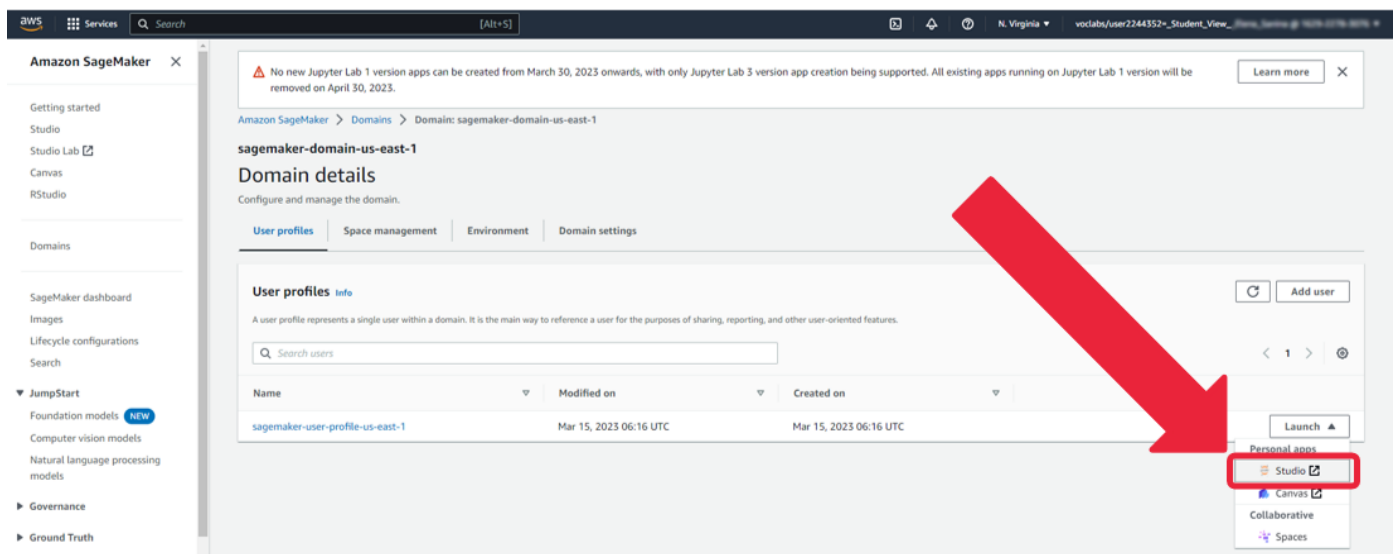 aws
Services
Search
[Alt+S]
N. Virginia
voclabs/user2244352=_Student_View_
Amazon SageMaker
Getting started
Studio
Studio Lab
Canvas
RStudio
Domains
SageMaker dashboard
Images
Lifecycle configurations
Search
JumpStart
Foundation models NEW
Computer vision models
Natural language processing
models
Governance
Ground Truth
No new Jupyter Lab 1 version apps can be created from March 30, 2023 onwards, with only Jupyter Lab 3 version app creation being supported. All existing apps running on Jupyter Lab 1 version will be
removed on April 30, 2023.
Learn more
Amazon SageMaker > Domains > Domain: sagemaker-domain-us-east-1
sagemaker-domain-us-east-1
Domain details
Configure and manage the domain.
User profiles
Space management
Environment
Domain settings
User profiles Info
Add user
A user profile represents a single user within a domain. It is the main way to reference a user for the purposes of sharing, reporting, and other user-oriented features.
Search users
< 1 >
Name
Modified on
Created on
sagemaker-user-profile-us-east-1
Mar 15, 2023 06:16 UTC
Mar 15, 2023 06:16 UTC
Launch
Personal apps
Studio
Canvas
Collaborative
Spaces